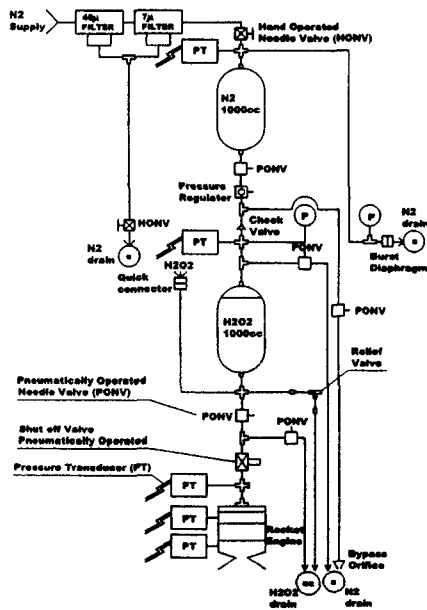 N2
Supply
40μ
FILTER
7μ
FILTER
Hand Operated
Needle Valve (HONV)
PT
N2
1000cc
PONV
Pressure
Regulator
P
P
N2
drain
Check
Valve
HONV
PT
PONV
Burst
Diaphragm
N2
drain
H2O2
Quick
connector
PONV
H2O2
1000cc
Relief
Valve
Pneumatically Operated
Needle Valve (PONV)
PONV
PONV
Shut off Valve
Pneumatically Operated
Pressure Transducer (PT)
PT
PT
Rocket
Engine
PT
Bypass
Orifice
H2O2
drain
N2
drain